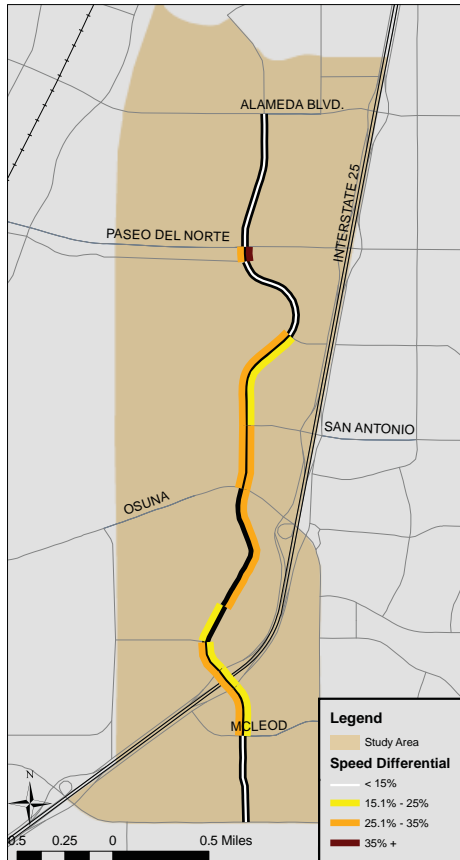 ALAMEDA BLVD.
PASEO DEL NORTE
INTERSTATE 25
SAN ANTONIO
OSUNA
MCLEOD
Legend
Study Area
Speed Differential
< 15%
15.1% - 25%
25.1% - 35%
35% +
N
0.5 0.25 0 0.5 Miles